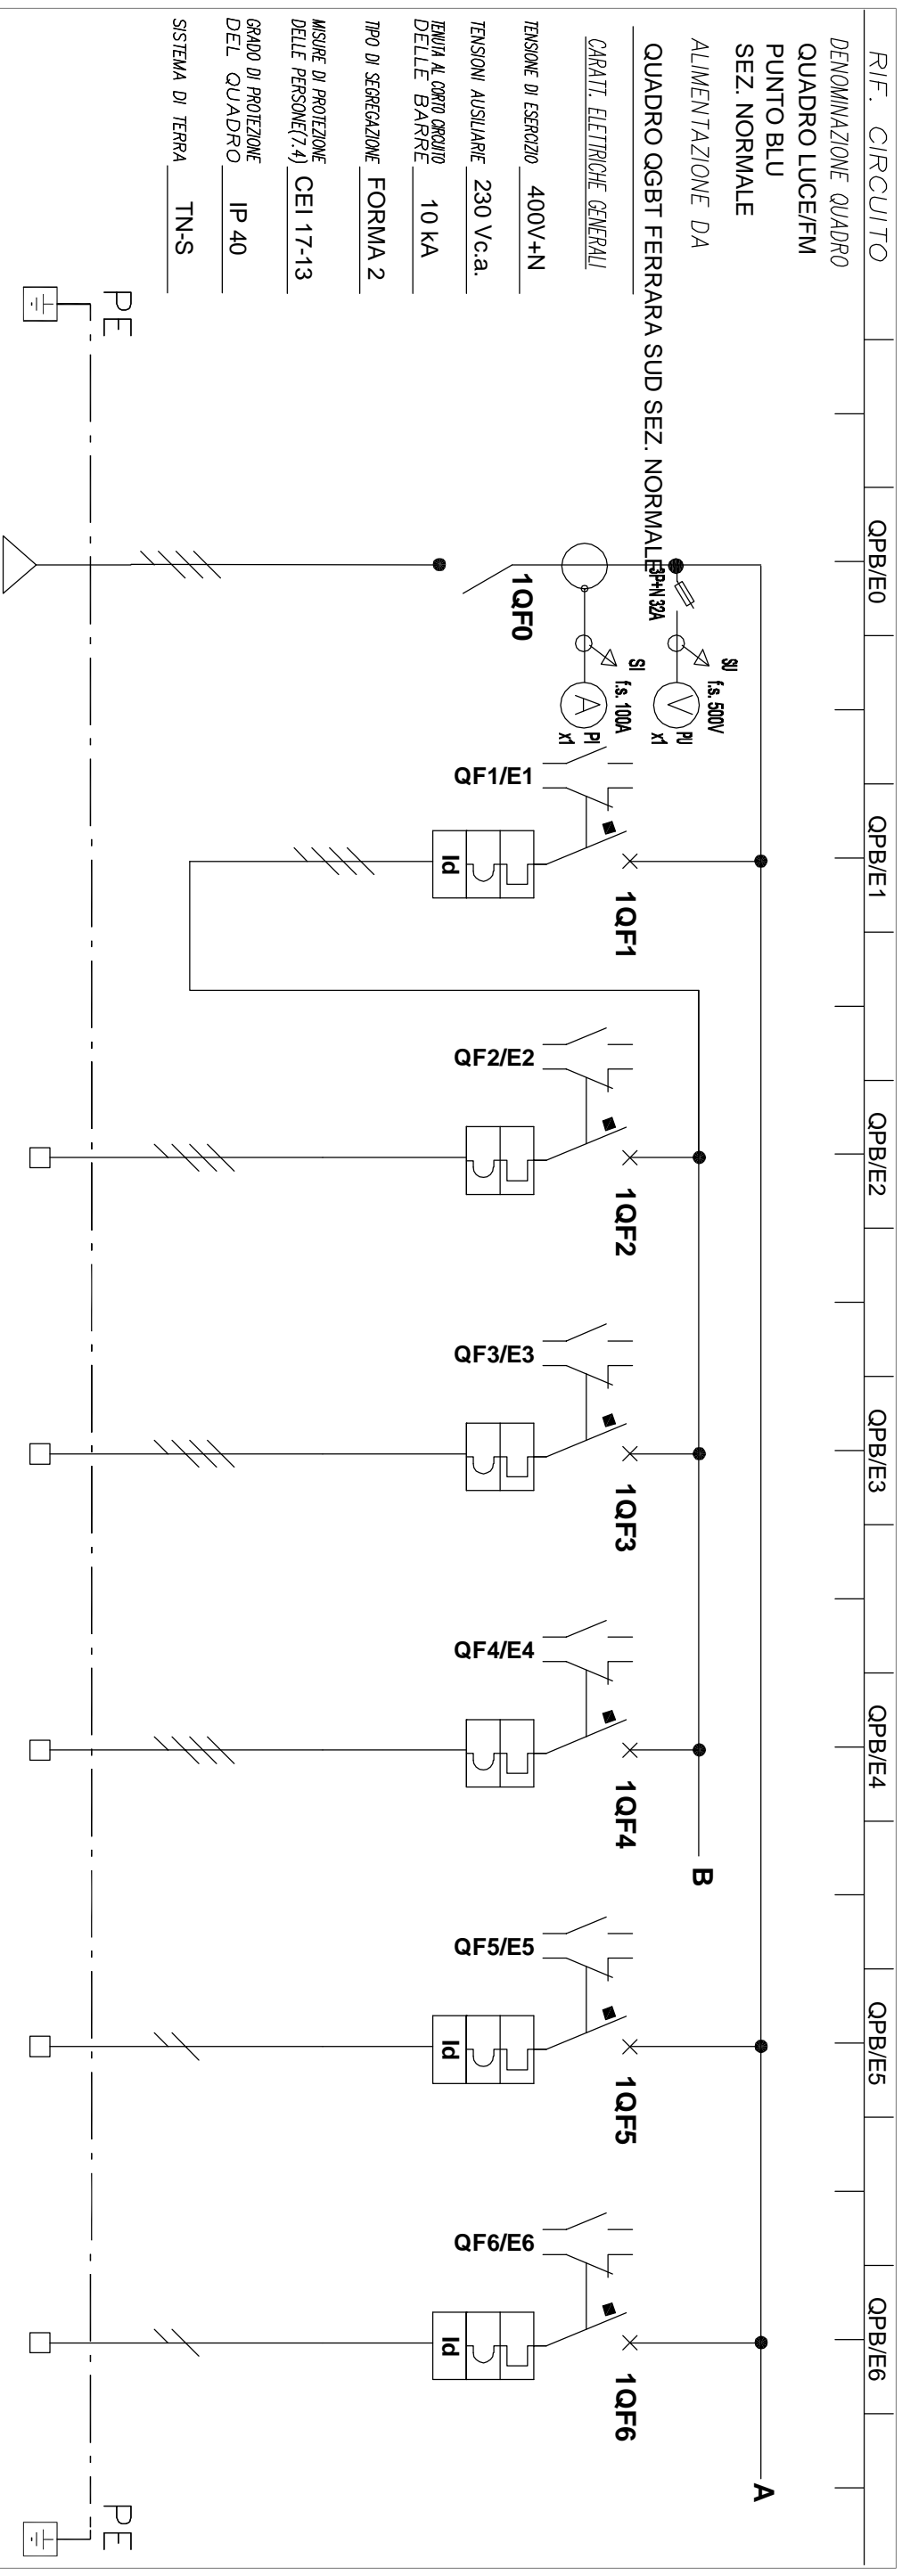 RIF. CIRCUITO
QPB/E0
QPB/E1
QPB/E2
QPB/E3
QPB/E4
QPB/E5
QPB/E6
DENOMINAZIONE QUADRO
QUADRO LUCE/FM
PUNTO BLU
SEZ. NORMALE
ALIMENTAZIONE DA
QUADRO QGBT FERRARA SUD SEZ. NORMALE
CARATT. ELETTRICHE GENERALI
TENSIONE DI ESERCIZIO
400V+N
TENSIONI AUSILIARIE
230 Vc.a.
TENUTA AL CORTO CIRCUITO
DELLE BARRE
10 kA
TIPO DI SEGREGAZIONE
FORMA 2
MISURE DI PROTEZIONE
DELLE PERSONE(7.4)
CEI 17-13
GRADO DI PROTEZIONE
DEL QUADRO
IP 40
SISTEMA DI TERRA
TN-S
PE
3P+N 32A
SU
f.s. 500V
V
PU
x1
SI
f.s. 100A
A
PI
x1
1QF0
QF1/E1
1QF1
Id
QF2/E2
1QF2
QF3/E3
1QF3
QF4/E4
1QF4
B
QF5/E5
1QF5
Id
QF6/E6
1QF6
Id
A
PE